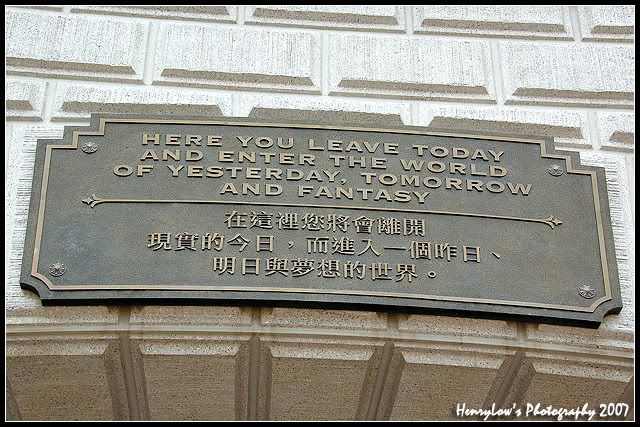 HERE YOU LEAVE TODAY
AND ENTER THE WORLD
OF YESTERDAY, TOMORROW
AND FANTASY
在這裡您將會離開
現實的今日，而進入一個昨日、
明日與夢想的世界。
HenryLow's Photography 2007